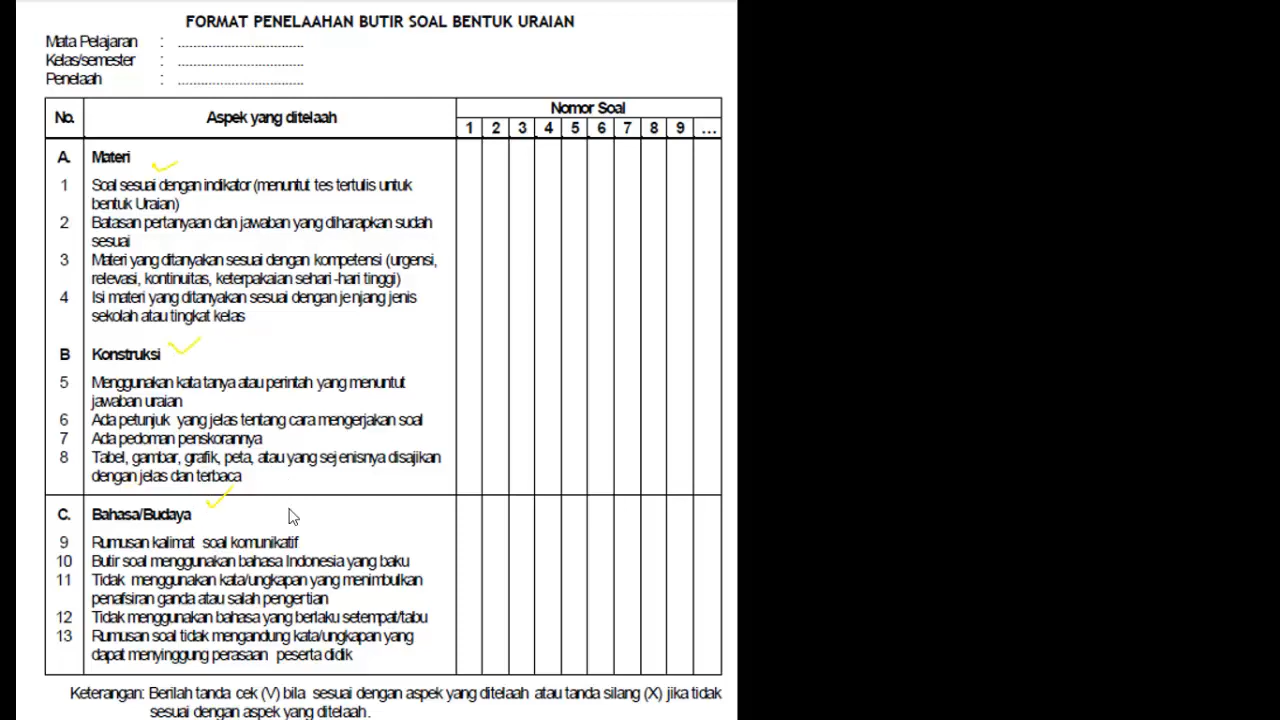 FORMAT PENELAAHAN BUTIR SOAL BENTUK URAIAN
Mata Pelajaran : .................................
Kelas/semester : .................................
Penelaah : .................................
No. Aspek yang ditelaah Nomor Soal
1 2 3 4 5 6 7 8 9 ...
A. Materi
1 Soal sesuai dengan indikator (menuntut tes tertulis untuk
bentuk Uraian)
2 Batasan pertanyaan dan jawaban yang diharapkan sudah
sesuai
3 Materi yang ditanyakan sesuai dengan kompetensi (urgensi,
relevasi, kontinuitas, keterpakaian sehari-hari tinggi)
4 Isi materi yang ditanyakan sesuai dengan jenjang jenis
sekolah atau tingkat kelas
B Konstruksi
5 Menggunakan kata tanya atau perintah yang menuntut
jawaban uraian
6 Ada petunjuk yang jelas tentang cara mengerjakan soal
7 Ada pedoman penskorannya
8 Tabel, gambar, grafik, peta, atau yang sejenisnya disajikan
dengan jelas dan terbaca
C. Bahasa/Budaya
9 Rumusan kalimat soal komunikatif
10 Butir soal menggunakan bahasa Indonesia yang baku
11 Tidak menggunakan kata/ungkapan yang menimbulkan
penafsiran ganda atau salah pengertian
12 Tidak menggunakan bahasa yang berlaku setempat/tabu
13 Rumusan soal tidak mengandung kata/ungkapan yang
dapat menyinggung perasaan peserta didik
Keterangan: Berilah tanda cek (V) bila sesuai dengan aspek yang ditelaah atau tanda silang (X) jika tidak
sesuai dengan aspek yang ditelaah.